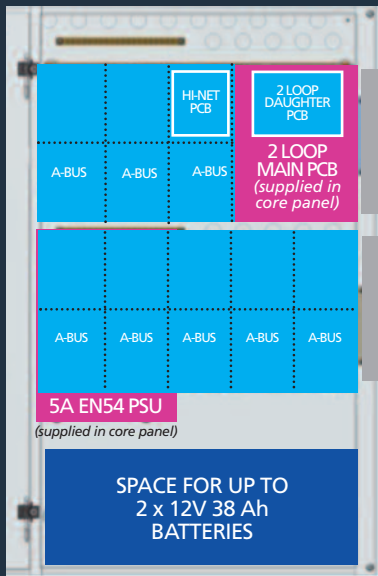 HI-NET
PCB
2 LOOP
DAUGHTER
PCB
A-BUS
A-BUS
A-BUS
2 LOOP
MAIN PCB
(supplied in
core panel)
A-BUS
A-BUS
A-BUS
A-BUS
A-BUS
5A EN54 PSU
(supplied in core panel)
SPACE FOR UP TO
2 x 12V 38 Ah
BATTERIES